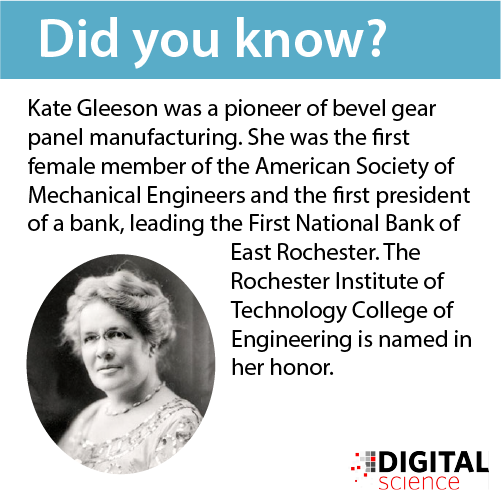 Did you know?
Kate Gleeson was a pioneer of bevel gear
panel manufacturing. She was the first
female member of the American Society of
Mechanical Engineers and the first president
of a bank, leading the First National Bank of
East Rochester. The
Rochester Institute of
Technology College of
Engineering is named in
her honor.
DIGITAL
science